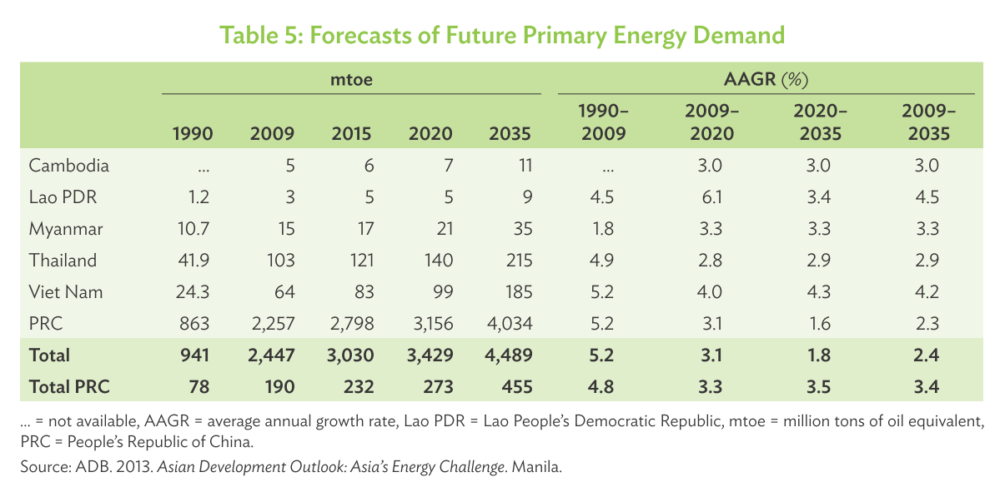 Table 5: Forecasts of Future Primary Energy Demand
mtoe AAGR (%)
1990 2009 2015 2020 2035 1990–2009 2009–2020 2020–2035 2009–2035
Cambodia ... 5 6 7 11 ... 3.0 3.0 3.0
Lao PDR 1.2 3 5 5 9 4.5 6.1 3.4 4.5
Myanmar 10.7 15 17 21 35 1.8 3.3 3.3 3.3
Thailand 41.9 103 121 140 215 4.9 2.8 2.9 2.9
Viet Nam 24.3 64 83 99 185 5.2 4.0 4.3 4.2
PRC 863 2,257 2,798 3,156 4,034 5.2 3.1 1.6 2.3
Total 941 2,447 3,030 3,429 4,489 5.2 3.1 1.8 2.4
Total PRC 78 190 232 273 455 4.8 3.3 3.5 3.4
... = not available, AAGR = average annual growth rate, Lao PDR = Lao People’s Democratic Republic, mtoe = million tons of oil equivalent,
PRC = People’s Republic of China.
Source: ADB. 2013. Asian Development Outlook: Asia’s Energy Challenge. Manila.